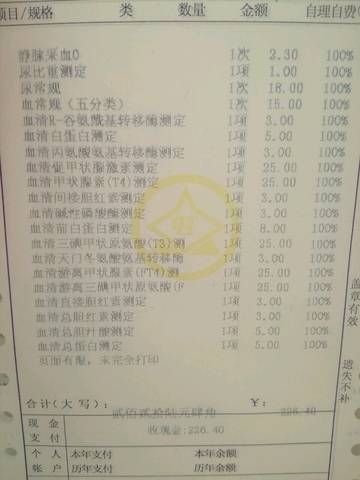 项目/规格 类 数量 金额 自理自费
静脉采血0 1次 2.30 100%
尿比重测定 1项 1.00 100%
尿常规 1次 18.00 100%
血常规（五分类） 1次 15.00 100%
血清R-谷氨酰基转移酶测定 1项 3.00 100%
血清白蛋白测定 1项 5.00 100%
血清丙氨酸氨基转移酶测定 1项 3.00 100%
血清促甲状腺激素测定 1项 25.00 100%
血清甲状腺素(T4)测定 1项 25.00 100%
血清间接胆红素测定 1项 3.00 100%
血清碱性磷酸酶测定 1项 3.00 100%
血清前白蛋白测定 1项 8.00 100%
血清三碘甲状原氨酸(T3)测 1项 25.00 100%
血清天门冬氨酸氨基转移酶 1项 3.00 100%
血清游离甲状腺素(FT4)测 1项 25.00 100%
血清游离三碘甲状原氨酸(F 1项 25.00 100%
血清直接胆红素测定 1项 3.00 100%
血清总胆红素测定 1项 3.00 100%
血清总胆汁酸测定 1项 5.00 100%
血清总蛋白测定 1项 5.00 100%
页面有限，未完全打印
盖章有效
遗失不补
合计(大写)： 贰佰贰拾陆元肆角 ¥： 226.40
现金支付 收现金:226.40
个人帐户 本年支付 本年余额
历年支付 历年余额